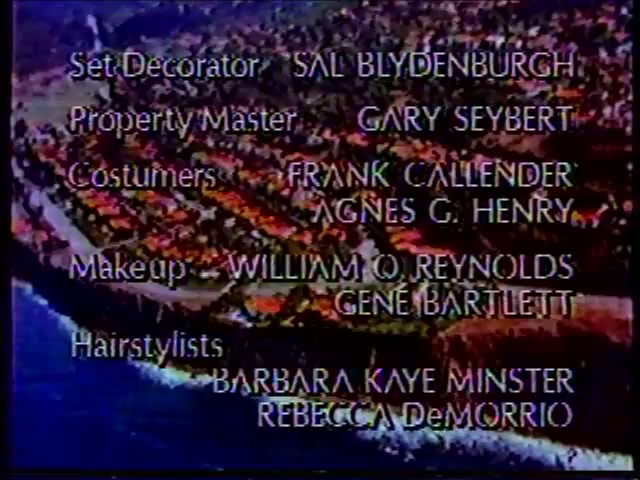 Set Decorator SAL BLYDENBURGH
Property Master GARY SEYBERT
Costumers FRANK CALLENDER
AGNES G. HENRY
Makeup WILLIAM O REYNOLDS
GENE BARTLETT
Hairstylists
BARBARA KAYE MINSTER
REBECCA DeMORRIO